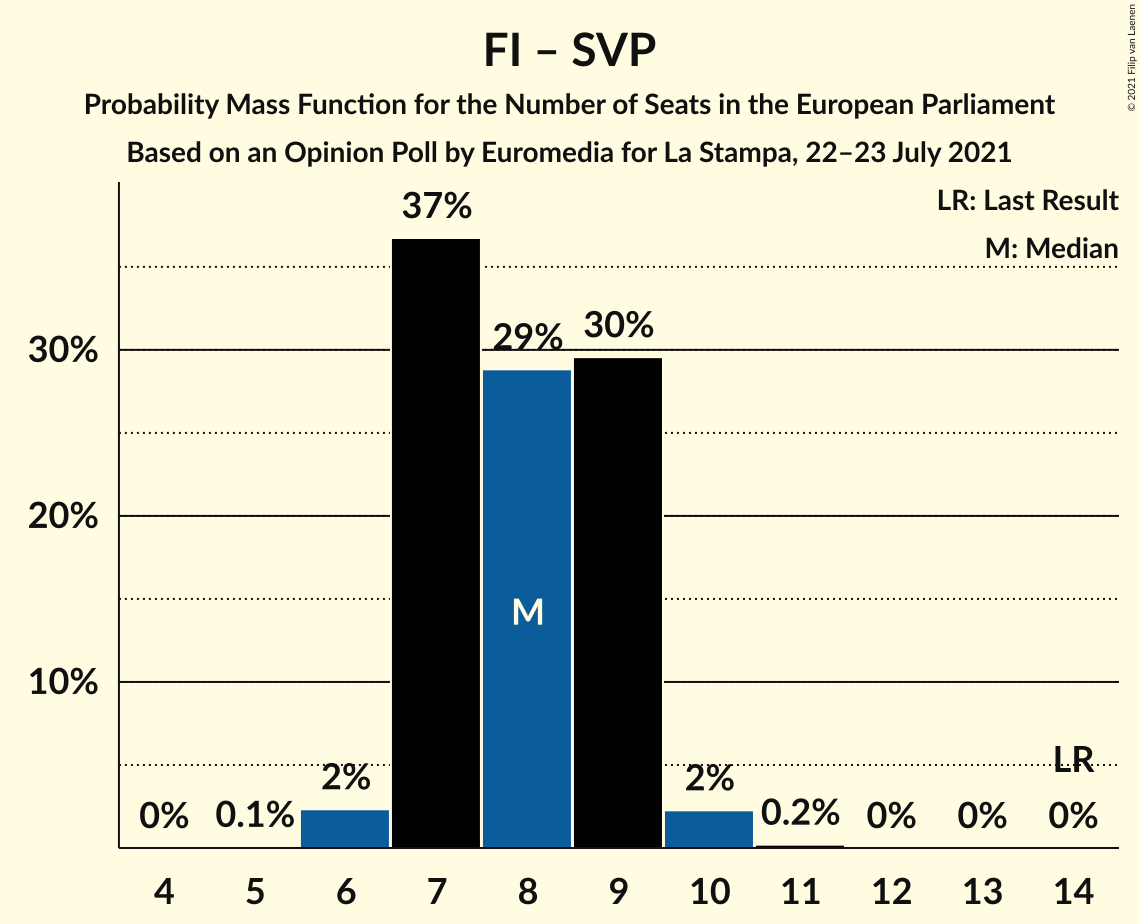 FI – SVP
Probability Mass Function for the Number of Seats in the European Parliament
Based on an Opinion Poll by Euromedia for La Stampa, 22–23 July 2021
© 2021 Filip van Laenen
LR: Last Result
M: Median
37%
29%
30%
30%
20%
M
10%
LR
0%
0.1%
2%
2%
0.2%
0%
0%
0%
4 5 6 7 8 9 10 11 12 13 14